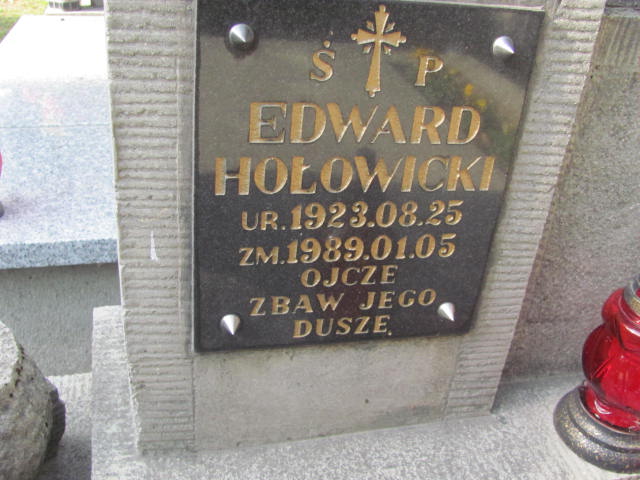 Ś P
EDWARD
HOŁOWICKI
UR.1923.08.25
ZM.1989.01.05
OJCZE
ZBAW JEGO
DUSZE.